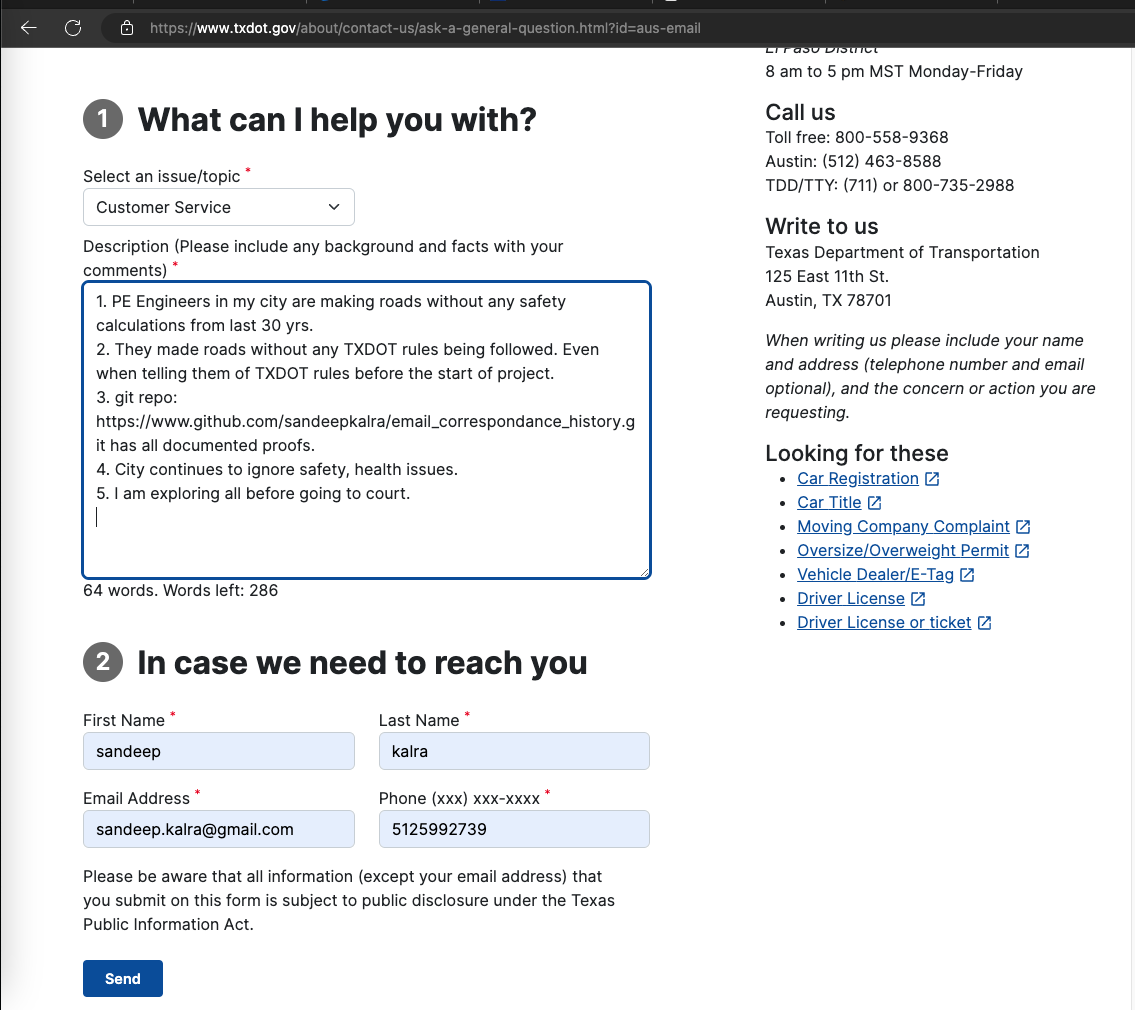 https://www.txdot.gov/about/contact-us/ask-a-general-question.html?id=aus-email
1 What can I help you with?
Select an issue/topic *
Customer Service
Description (Please include any background and facts with your
comments) *
1. PE Engineers in my city are making roads without any safety
calculations from last 30 yrs.
2. They made roads without any TXDOT rules being followed. Even
when telling them of TXDOT rules before the start of project.
3. git repo:
https://www.github.com/sandeepkalra/email_correspondance_history.g
it has all documented proofs.
4. City continues to ignore safety, health issues.
5. I am exploring all before going to court.
64 words. Words left: 286
2 In case we need to reach you
First Name *
Last Name *
sandeep
kalra
Email Address *
Phone (xxx) xxx-xxxx *
sandeep.kalra@gmail.com
5125992739
Please be aware that all information (except your email address) that
you submit on this form is subject to public disclosure under the Texas
Public Information Act.
Send
El Paso District
8 am to 5 pm MST Monday-Friday
Call us
Toll free: 800-558-9368
Austin: (512) 463-8588
TDD/TTY: (711) or 800-735-2988
Write to us
Texas Department of Transportation
125 East 11th St.
Austin, TX 78701
When writing us please include your name
and address (telephone number and email
optional), and the concern or action you are
requesting.
Looking for these
Car Registration
Car Title
Moving Company Complaint
Oversize/Overweight Permit
Vehicle Dealer/E-Tag
Driver License
Driver License or ticket